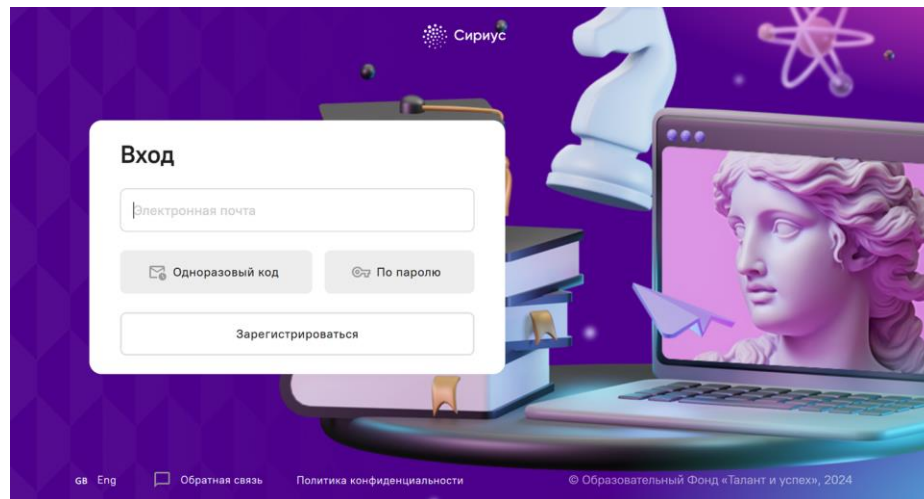 Сириус
Вход
Электронная почта
Одноразовый код
По паролю
Зарегистрироваться
GB Eng
Обратная связь
Политика конфиденциальности
© Образовательный Фонд «Талант и успех», 2024